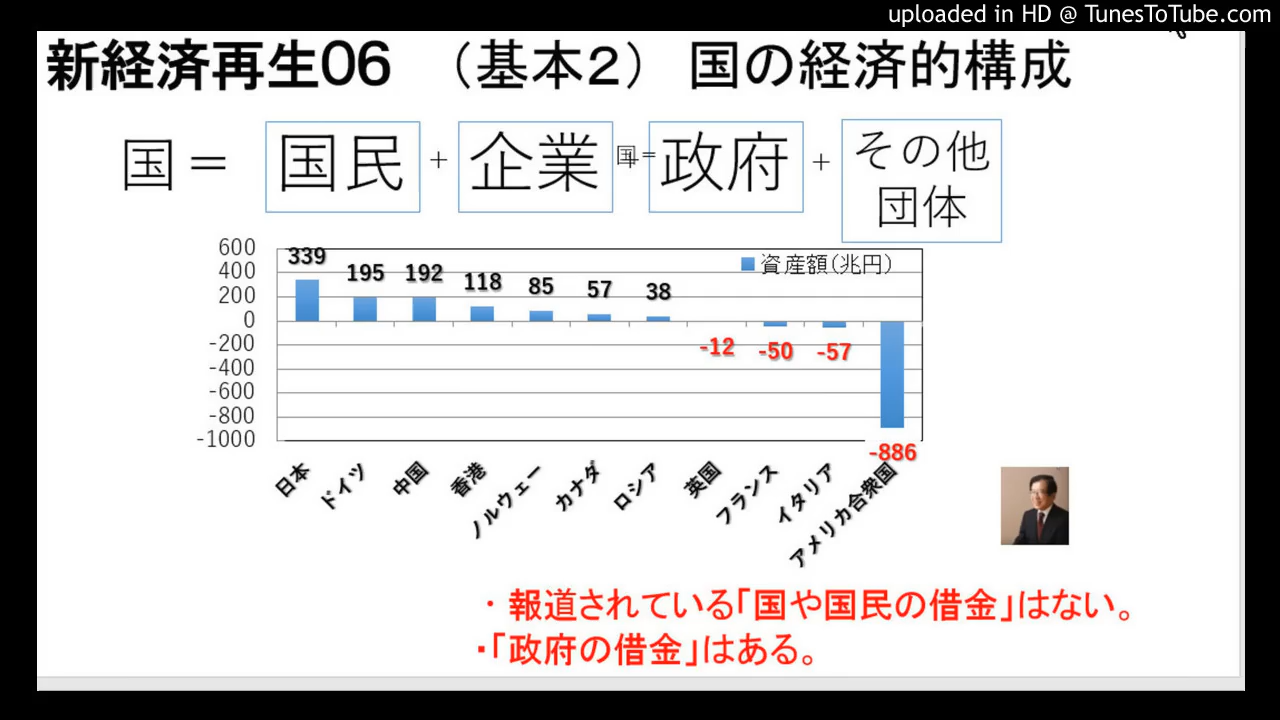 uploaded in HD @ TunesToTube.com
新経済再生06 （基本２） 国の経済的構成
国＝ 国民 + 企業 国= + 政府 + その他
団体
資産額(兆円)
600
400
200
0
-200
-400
-600
-800
-1000
339 195 192 118 85 57 38 -12 -50 -57 -886
日本 ドイツ 中国 香港 ノルウェー カナダ ロシア 英国 フランス イタリア アメリカ合衆国
・報道されている「国や国民の借金」はない。
・「政府の借金」はある。